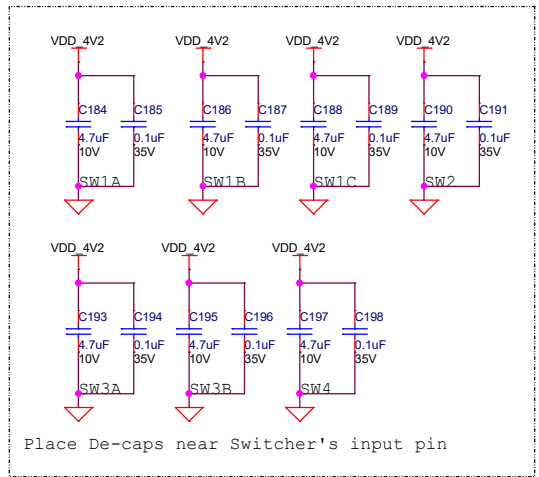 VDD_4V2 VDD_4V2 VDD_4V2 VDD_4V2
C184 C185 C186 C187 C188 C189 C190 C191
4.7uF 0.1uF 4.7uF 0.1uF 4.7uF 0.1uF 4.7uF 0.1uF
10V 35V 10V 35V 10V 35V 10V 35V
SW1A SW1B SW1C SW2
VDD_4V2 VDD_4V2 VDD_4V2
C193 C194 C195 C196 C197 C198
4.7uF 0.1uF 4.7uF 0.1uF 4.7uF 0.1uF
10V 35V 10V 35V 10V 35V
SW3A SW3B SW4
Place De-caps near Switcher's input pin